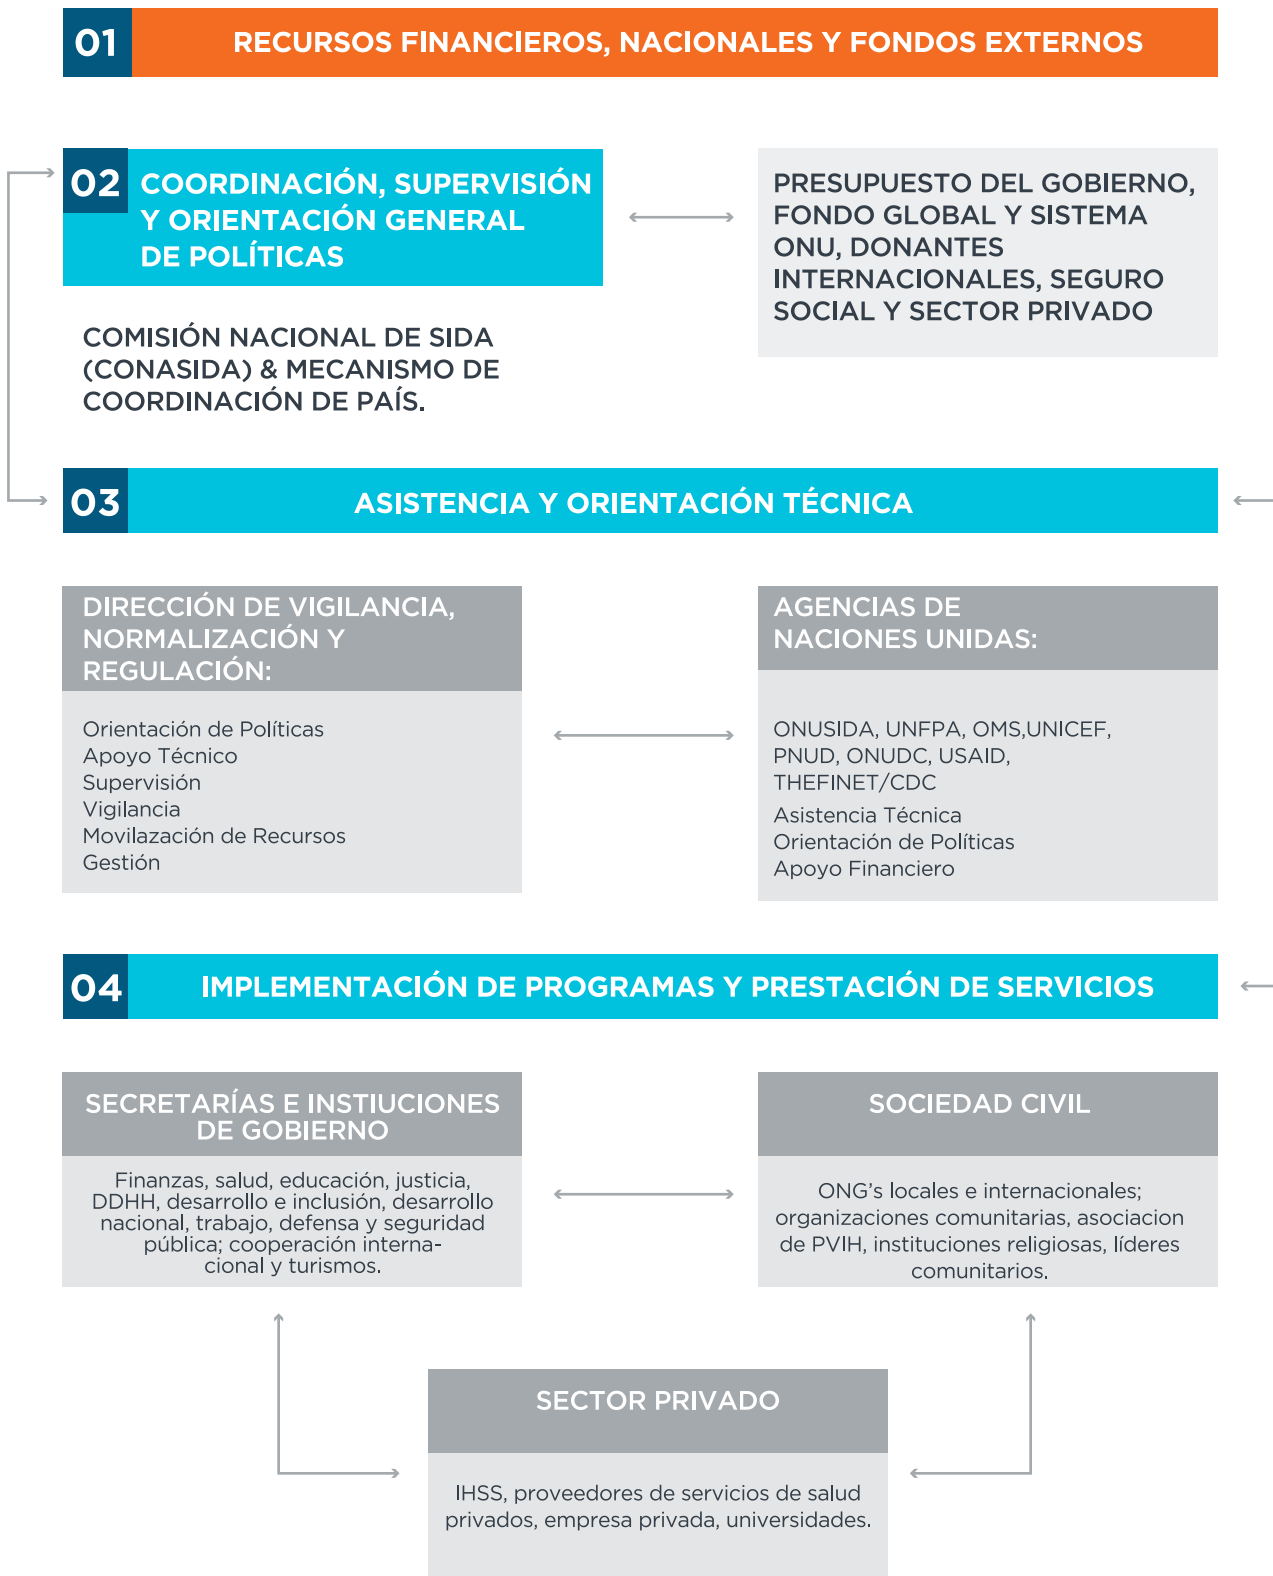 01
RECURSOS FINANCIEROS, NACIONALES Y FONDOS EXTERNOS
02
COORDINACIÓN, SUPERVISIÓN
Y ORIENTACIÓN GENERAL
DE POLÍTICAS
COMISIÓN NACIONAL DE SIDA
(CONASIDA) & MECANISMO DE
COORDINACIÓN DE PAÍS.
PRESUPUESTO DEL GOBIERNO,
FONDO GLOBAL Y SISTEMA
ONU, DONANTES
INTERNACIONALES, SEGURO
SOCIAL Y SECTOR PRIVADO
03
ASISTENCIA Y ORIENTACIÓN TÉCNICA
DIRECCIÓN DE VIGILANCIA,
NORMALIZACIÓN Y
REGULACIÓN:
Orientación de Políticas
Apoyo Técnico
Supervisión
Vigilancia
Movilazación de Recursos
Gestión
AGENCIAS DE
NACIONES UNIDAS:
ONUSIDA, UNFPA, OMS,UNICEF,
PNUD, ONUDC, USAID,
THEFINET/CDC
Asistencia Técnica
Orientación de Políticas
Apoyo Financiero
04
IMPLEMENTACIÓN DE PROGRAMAS Y PRESTACIÓN DE SERVICIOS
SECRETARÍAS E INSTIUCIONES
DE GOBIERNO
Finanzas, salud, educación, justicia,
DDHH, desarrollo e inclusión, desarrollo
nacional, trabajo, defensa y seguridad
pública; cooperación interna-
cional y turismos.
SOCIEDAD CIVIL
ONG's locales e internacionales;
organizaciones comunitarias, asociacion
de PVIH, instituciones religiosas, líderes
comunitarios.
SECTOR PRIVADO
IHSS, proveedores de servicios de salud
privados, empresa privada, universidades.